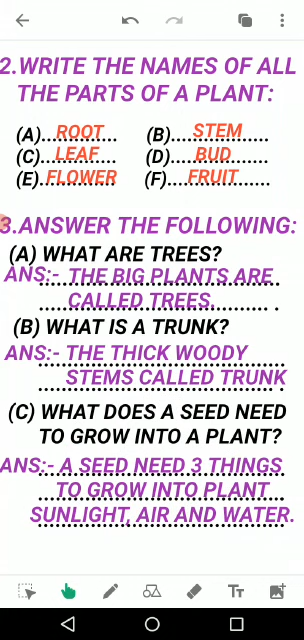 2.WRITE THE NAMES OF ALL
THE PARTS OF A PLANT:
(A)...ROOT... (B)....STEM......
(C)...LEAF.... (D)....BUD.......
(E)..FLOWER (F)....FRUIT......
3.ANSWER THE FOLLOWING:
(A) WHAT ARE TREES?
ANS:- THE BIG PLANTS ARE
CALLED TREES.
(B) WHAT IS A TRUNK?
ANS:- THE THICK WOODY
STEMS CALLED TRUNK
(C) WHAT DOES A SEED NEED
TO GROW INTO A PLANT?
ANS:- A SEED NEED 3 THINGS
TO GROW INTO PLANT
SUNLIGHT, AIR AND WATER.
Tт